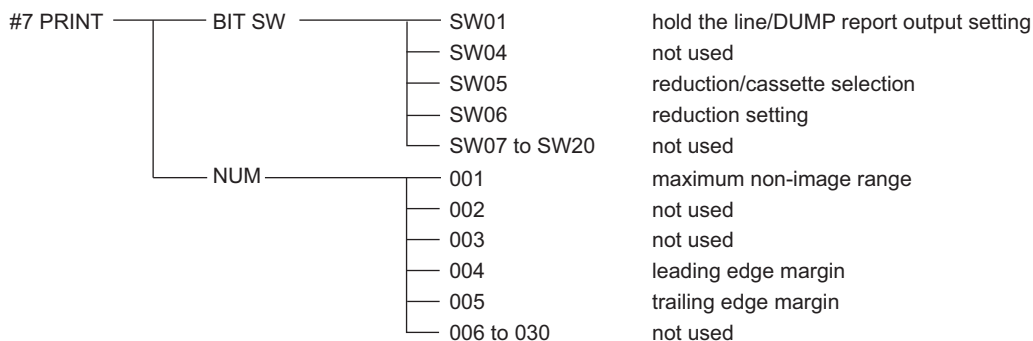 #7 PRINT BIT SW SW01 hold the line/DUMP report output setting
SW04 not used
SW05 reduction/cassette selection
SW06 reduction setting
SW07 to SW20 not used
NUM 001 maximum non-image range
002 not used
003 not used
004 leading edge margin
005 trailing edge margin
006 to 030 not used